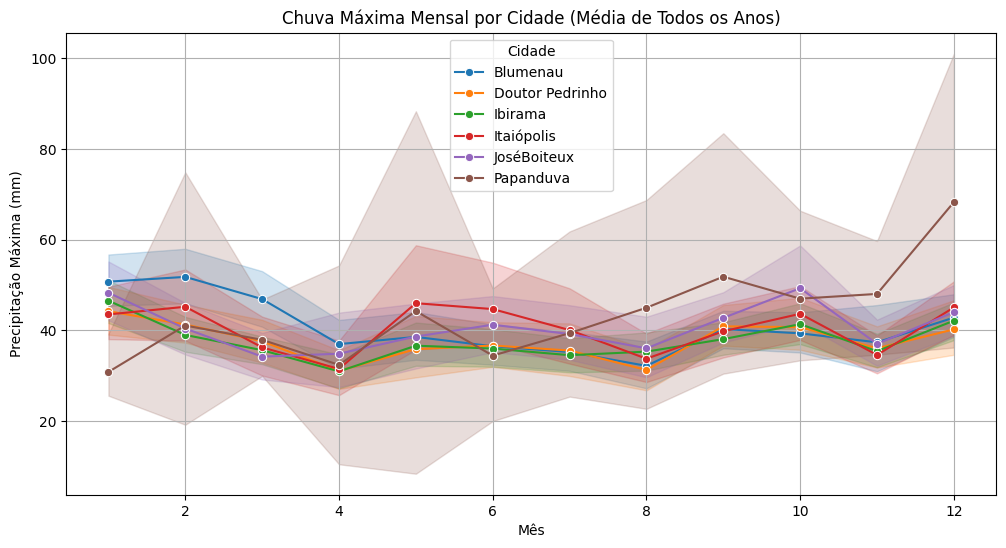 Chuva Máxima Mensal por Cidade (Média de Todos os Anos)
Cidade
Blumenau
Doutor Pedrinho
Ibirama
Itaiópolis
JoséBoiteux
Papanduva
Precipitação Máxima (mm)
100
80
60
40
20
2
4
6
8
10
12
Mês